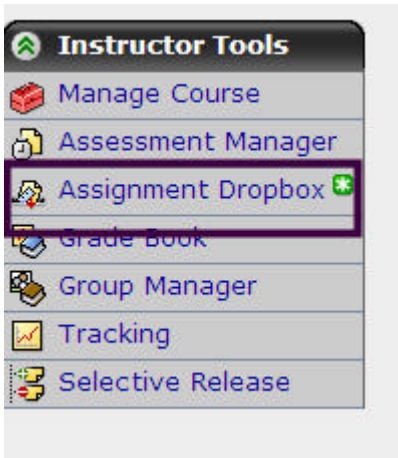 Instructor Tools
Manage Course
Assessment Manager
Assignment Dropbox
Grade Book
Group Manager
Tracking
Selective Release